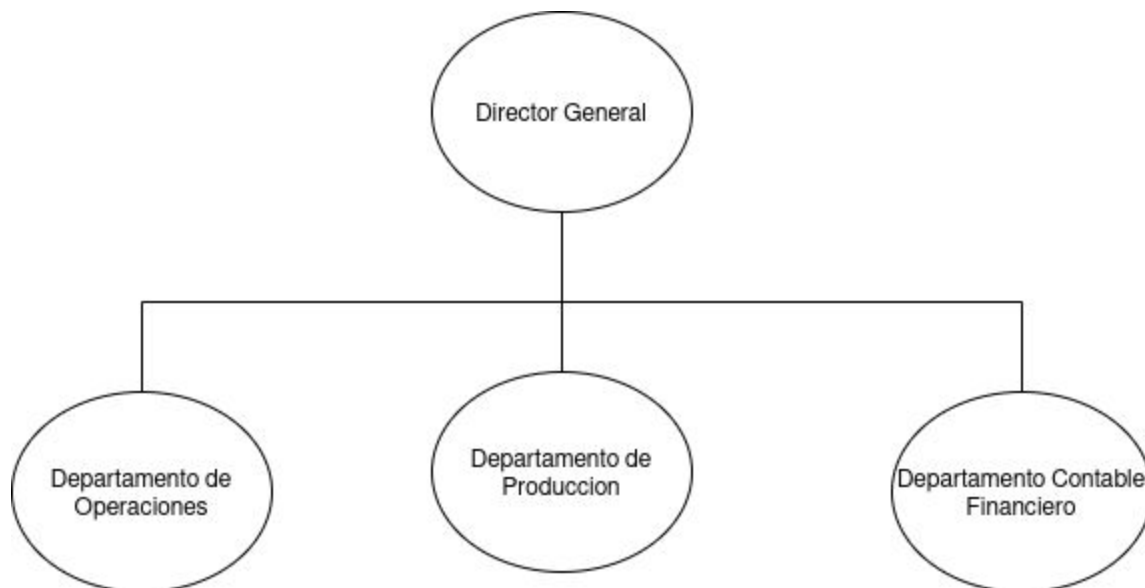 Director General
Departamento de
Operaciones
Departamento de
Produccion
Departamento Contable
Financiero